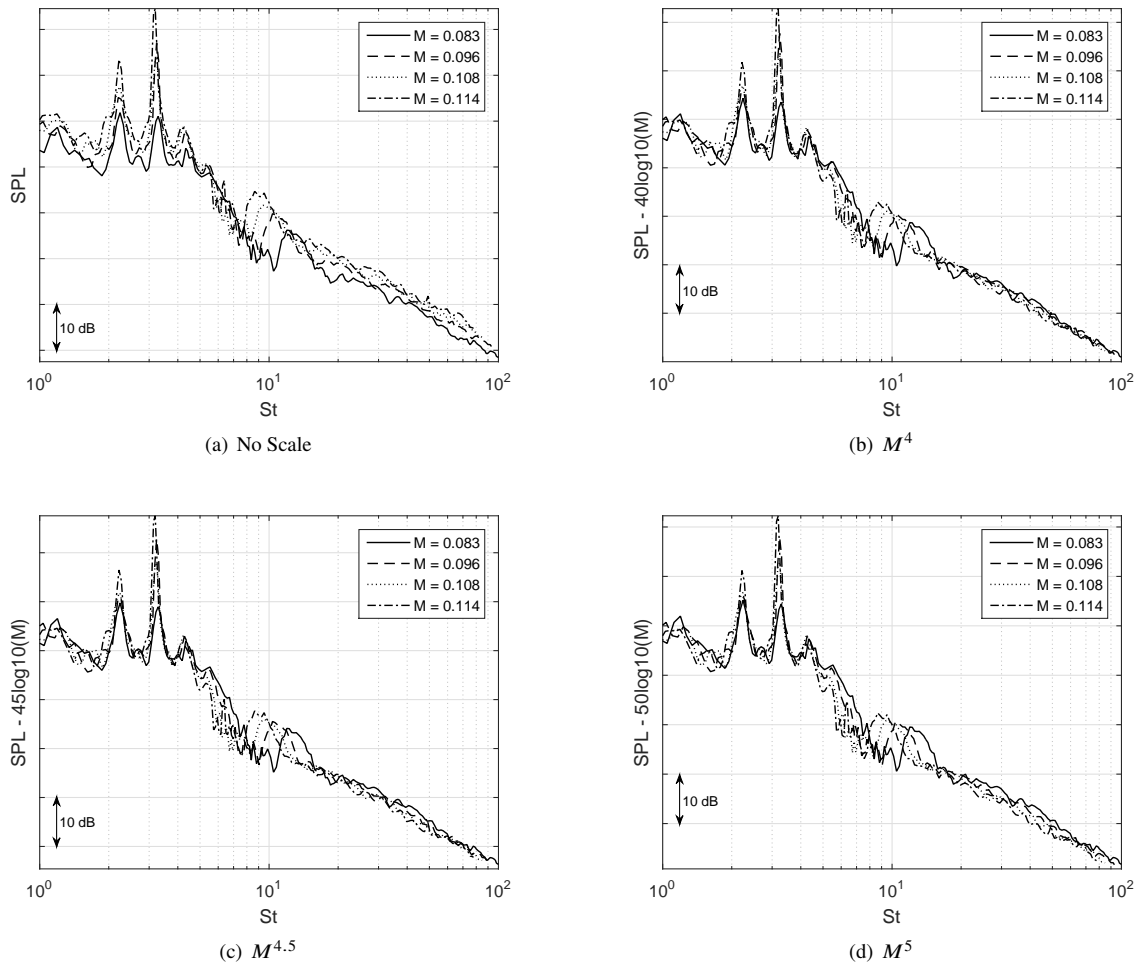 M = 0.083
M = 0.096
M = 0.108
M = 0.114
SPL
10 dB
10^0
10^1
10^2
St
(a) No Scale
M = 0.083
M = 0.096
M = 0.108
M = 0.114
SPL - 40log10(M)
10 dB
10^0
10^1
10^2
St
(b) M^4
M = 0.083
M = 0.096
M = 0.108
M = 0.114
SPL - 45log10(M)
10 dB
10^0
10^1
10^2
St
(c) M^4.5
M = 0.083
M = 0.096
M = 0.108
M = 0.114
SPL - 50log10(M)
10 dB
10^0
10^1
10^2
St
(d) M^5